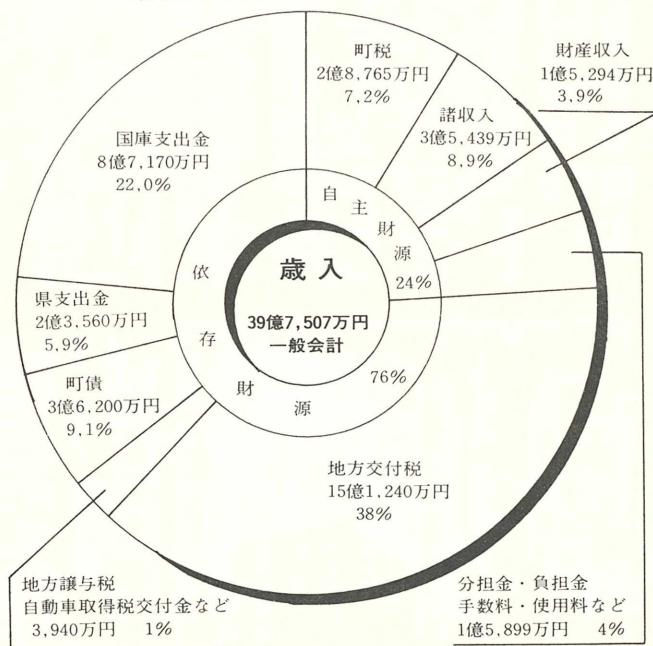 町税
2億8,765万円
7,2%
諸収入
3億5,439万円
8,9%
財産収入
1億5,294万円
3.9%
分担金・負担金
手数料・使用料など
1億5,899万円 4%
地方交付税
15億1,240万円
38%
地方譲与税
自動車取得税交付金など
3,940万円 1%
町債
3億6,200万円
9,1%
県支出金
2億3,560万円
5,9%
国庫支出金
8億7,170万円
22,0%
自主財源
24%
依存財源
76%
歳入
39億7,507万円
一般会計